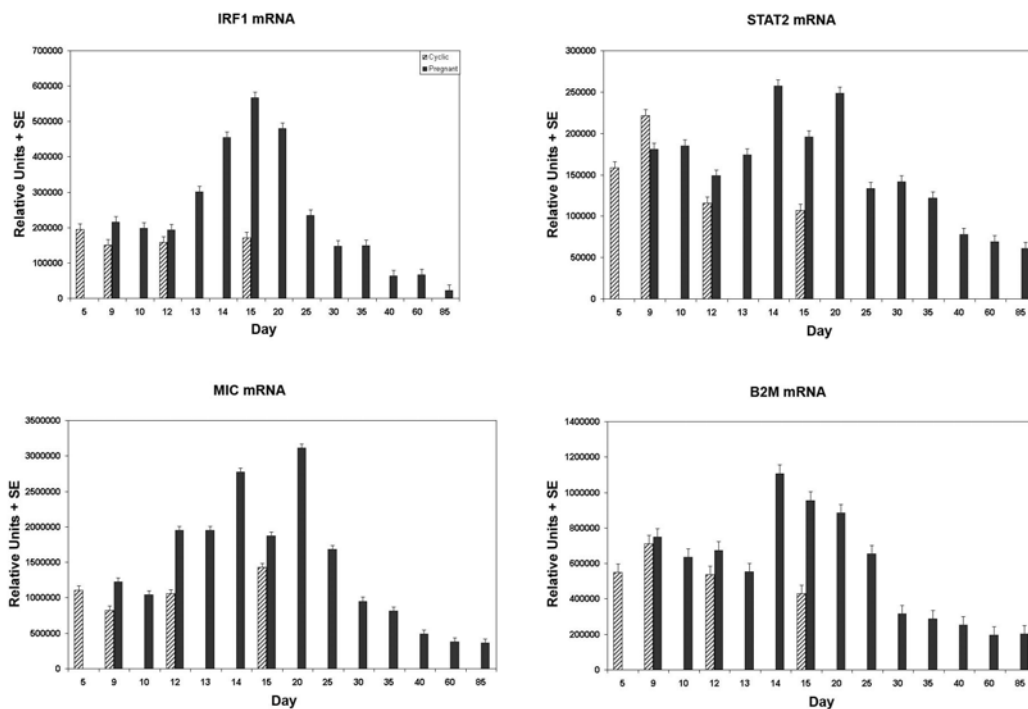 IRF1 mRNA
Relative Units + SE
700000
600000
500000
400000
300000
200000
100000
0
Cyclic
Pregnant
5 9 10 12 13 14 15 20 25 30 35 40 60 85
Day
STAT2 mRNA
Relative Units + SE
300000
250000
200000
150000
100000
50000
0
5 9 10 12 13 14 15 20 25 30 35 40 60 85
Day
MIC mRNA
Relative Units + SE
3500000
3000000
2500000
2000000
1500000
1000000
500000
0
5 9 10 12 13 14 15 20 25 30 35 40 60 85
Day
B2M mRNA
Relative Units + SE
1400000
1200000
1000000
800000
600000
400000
200000
0
5 9 10 12 13 14 15 20 25 30 35 40 60 85
Day